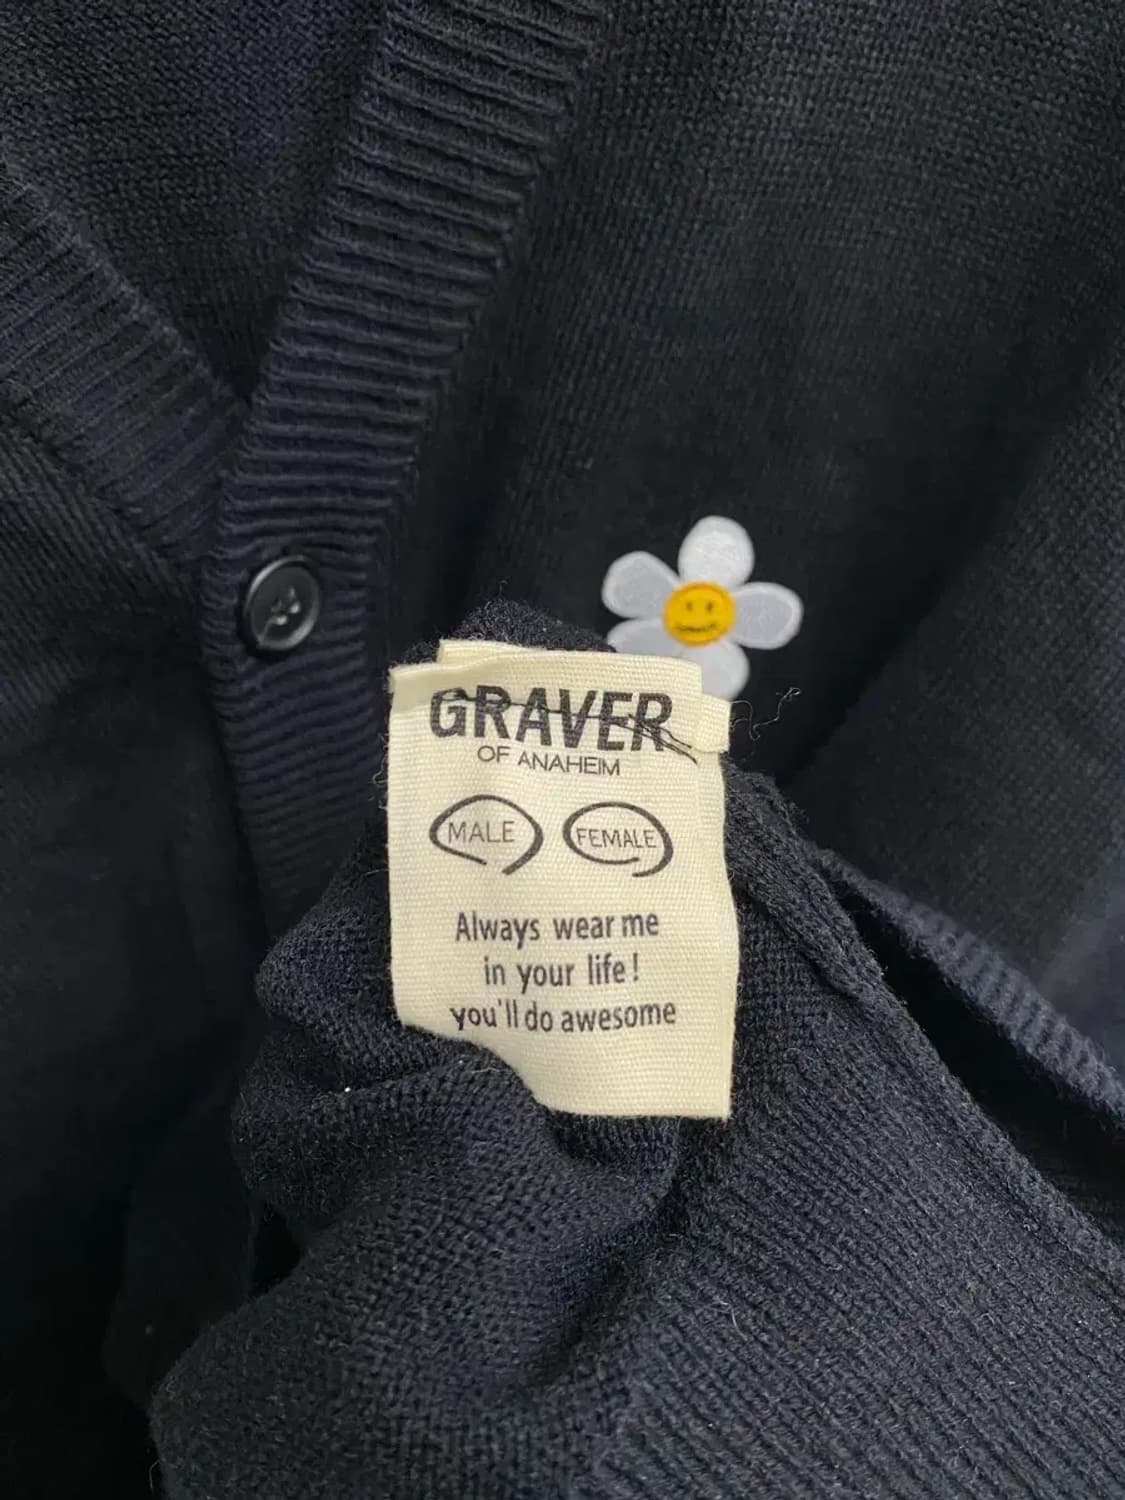 GRAVER
OF ANAHEIM
MALE FEMALE
Always wear me
in your life!
you'll do awesome